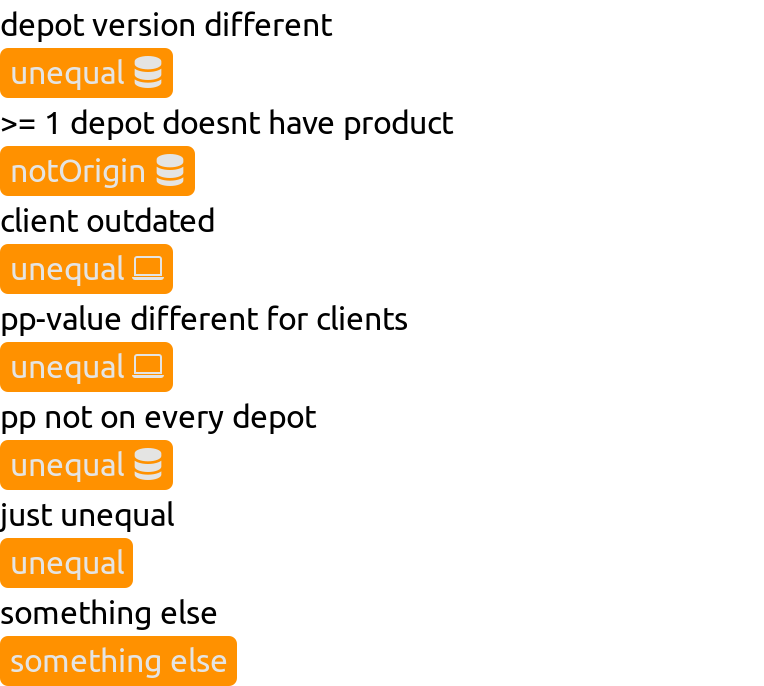 depot version different
unequal
>= 1 depot doesnt have product
notOrigin
client outdated
unequal
pp-value different for clients
unequal
pp not on every depot
unequal
just unequal
unequal
something else
something else